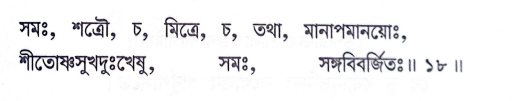 সমঃ, শত্রৌ, চ, মিত্রে, চ, তথা, মানাপমানয়োঃ,
শীতোষ্ণসুখদুঃখেষু, সমঃ, সঙ্গবিবর্জিতঃ॥ ১৮ ॥